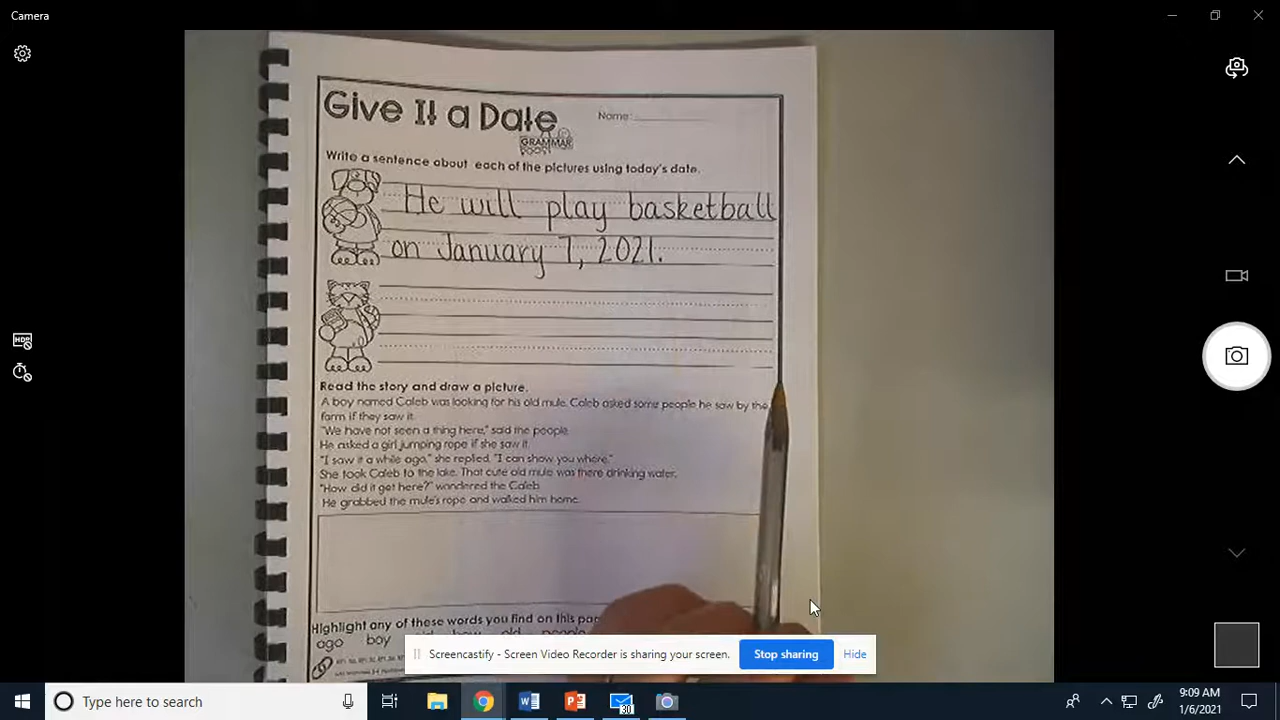 Camera
Give It a Date
Name:
GRAMMAR
Write a sentence about each of the pictures using today's date.
He will play basketball
on January 7, 2021.
Read the story and draw a picture.
A boy named Caleb was looking for his old mule. Caleb asked some people he saw by the
farm if they saw it.
"We have not seen a thing here," said the people.
He asked a girl jumping rope if she saw it.
"I saw it a while ago," she replied. "I can show you where."
She took Caleb to the lake. That cute old mule was there drinking water.
"How did it get here?" wondered the Caleb.
He grabbed the mule's rope and walked him home.
Highlight any of these words you find on this
ago boy old people
Screencastify - Screen Video Recorder is sharing your screen.
Stop sharing
Hide
Type here to search
30
9:09 AM
1/6/2021